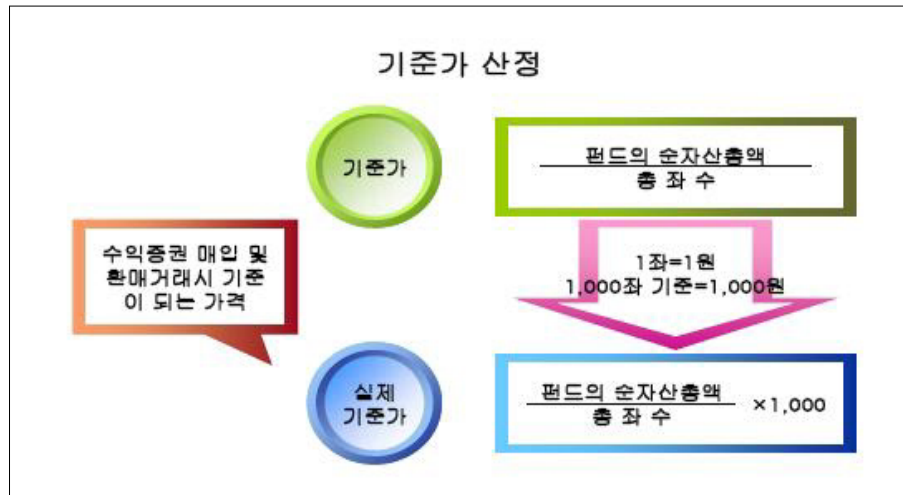 기준가 산정
기준가
펀드의 순자산총액
총 좌 수
수익증권 매입 및
환매거래시 기준
이 되는 가격
1좌=1원
1,000좌 기준=1,000원
실제
기준가
펀드의 순자산총액
총 좌 수
×1,000